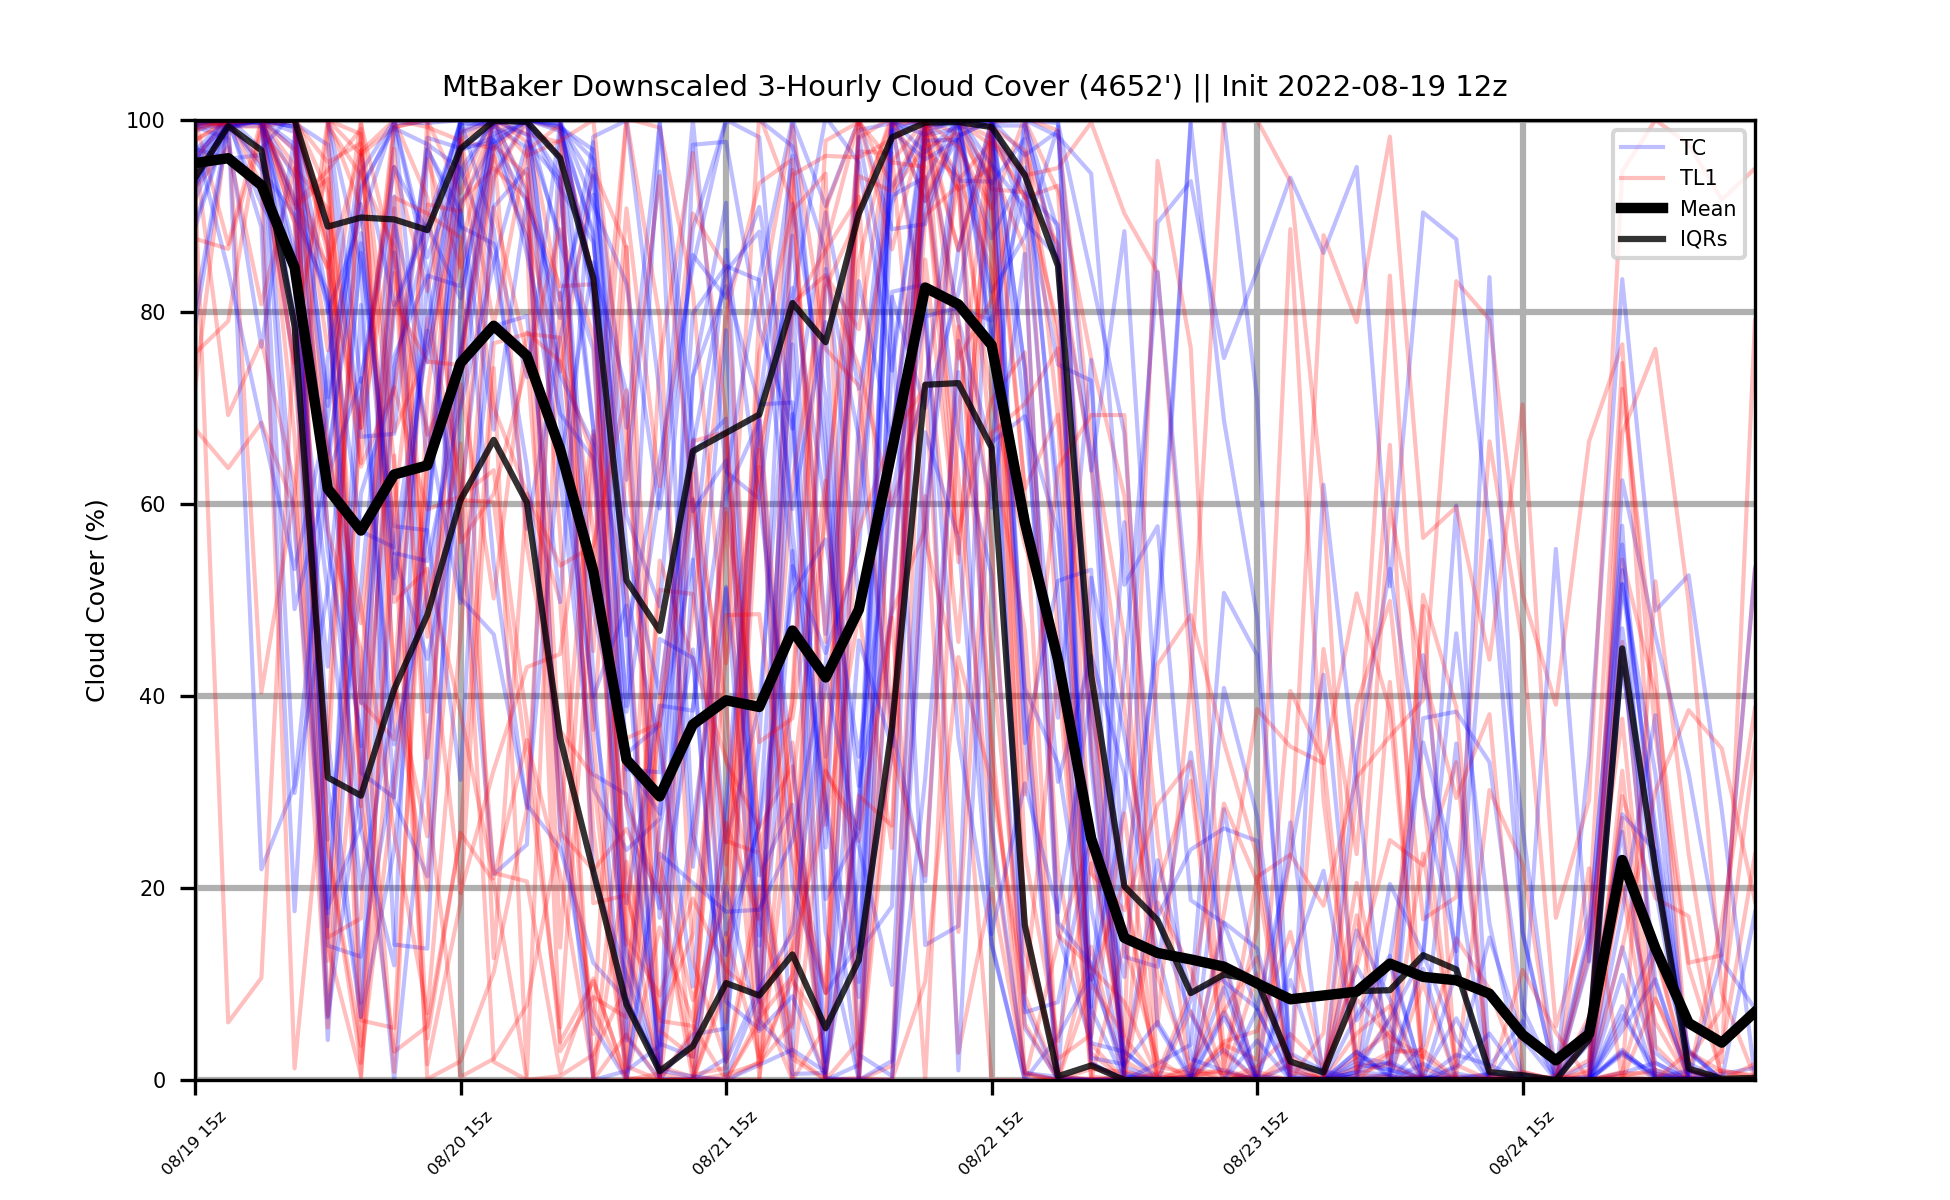 MtBaker Downscaled 3-Hourly Cloud Cover (4652') || Init 2022-08-19 12z
TC
TL1
Mean
IQRs
Cloud Cover (%)
100
80
60
40
20
0
08/19 15z
08/20 15z
08/21 15z
08/22 15z
08/23 15z
08/24 15z